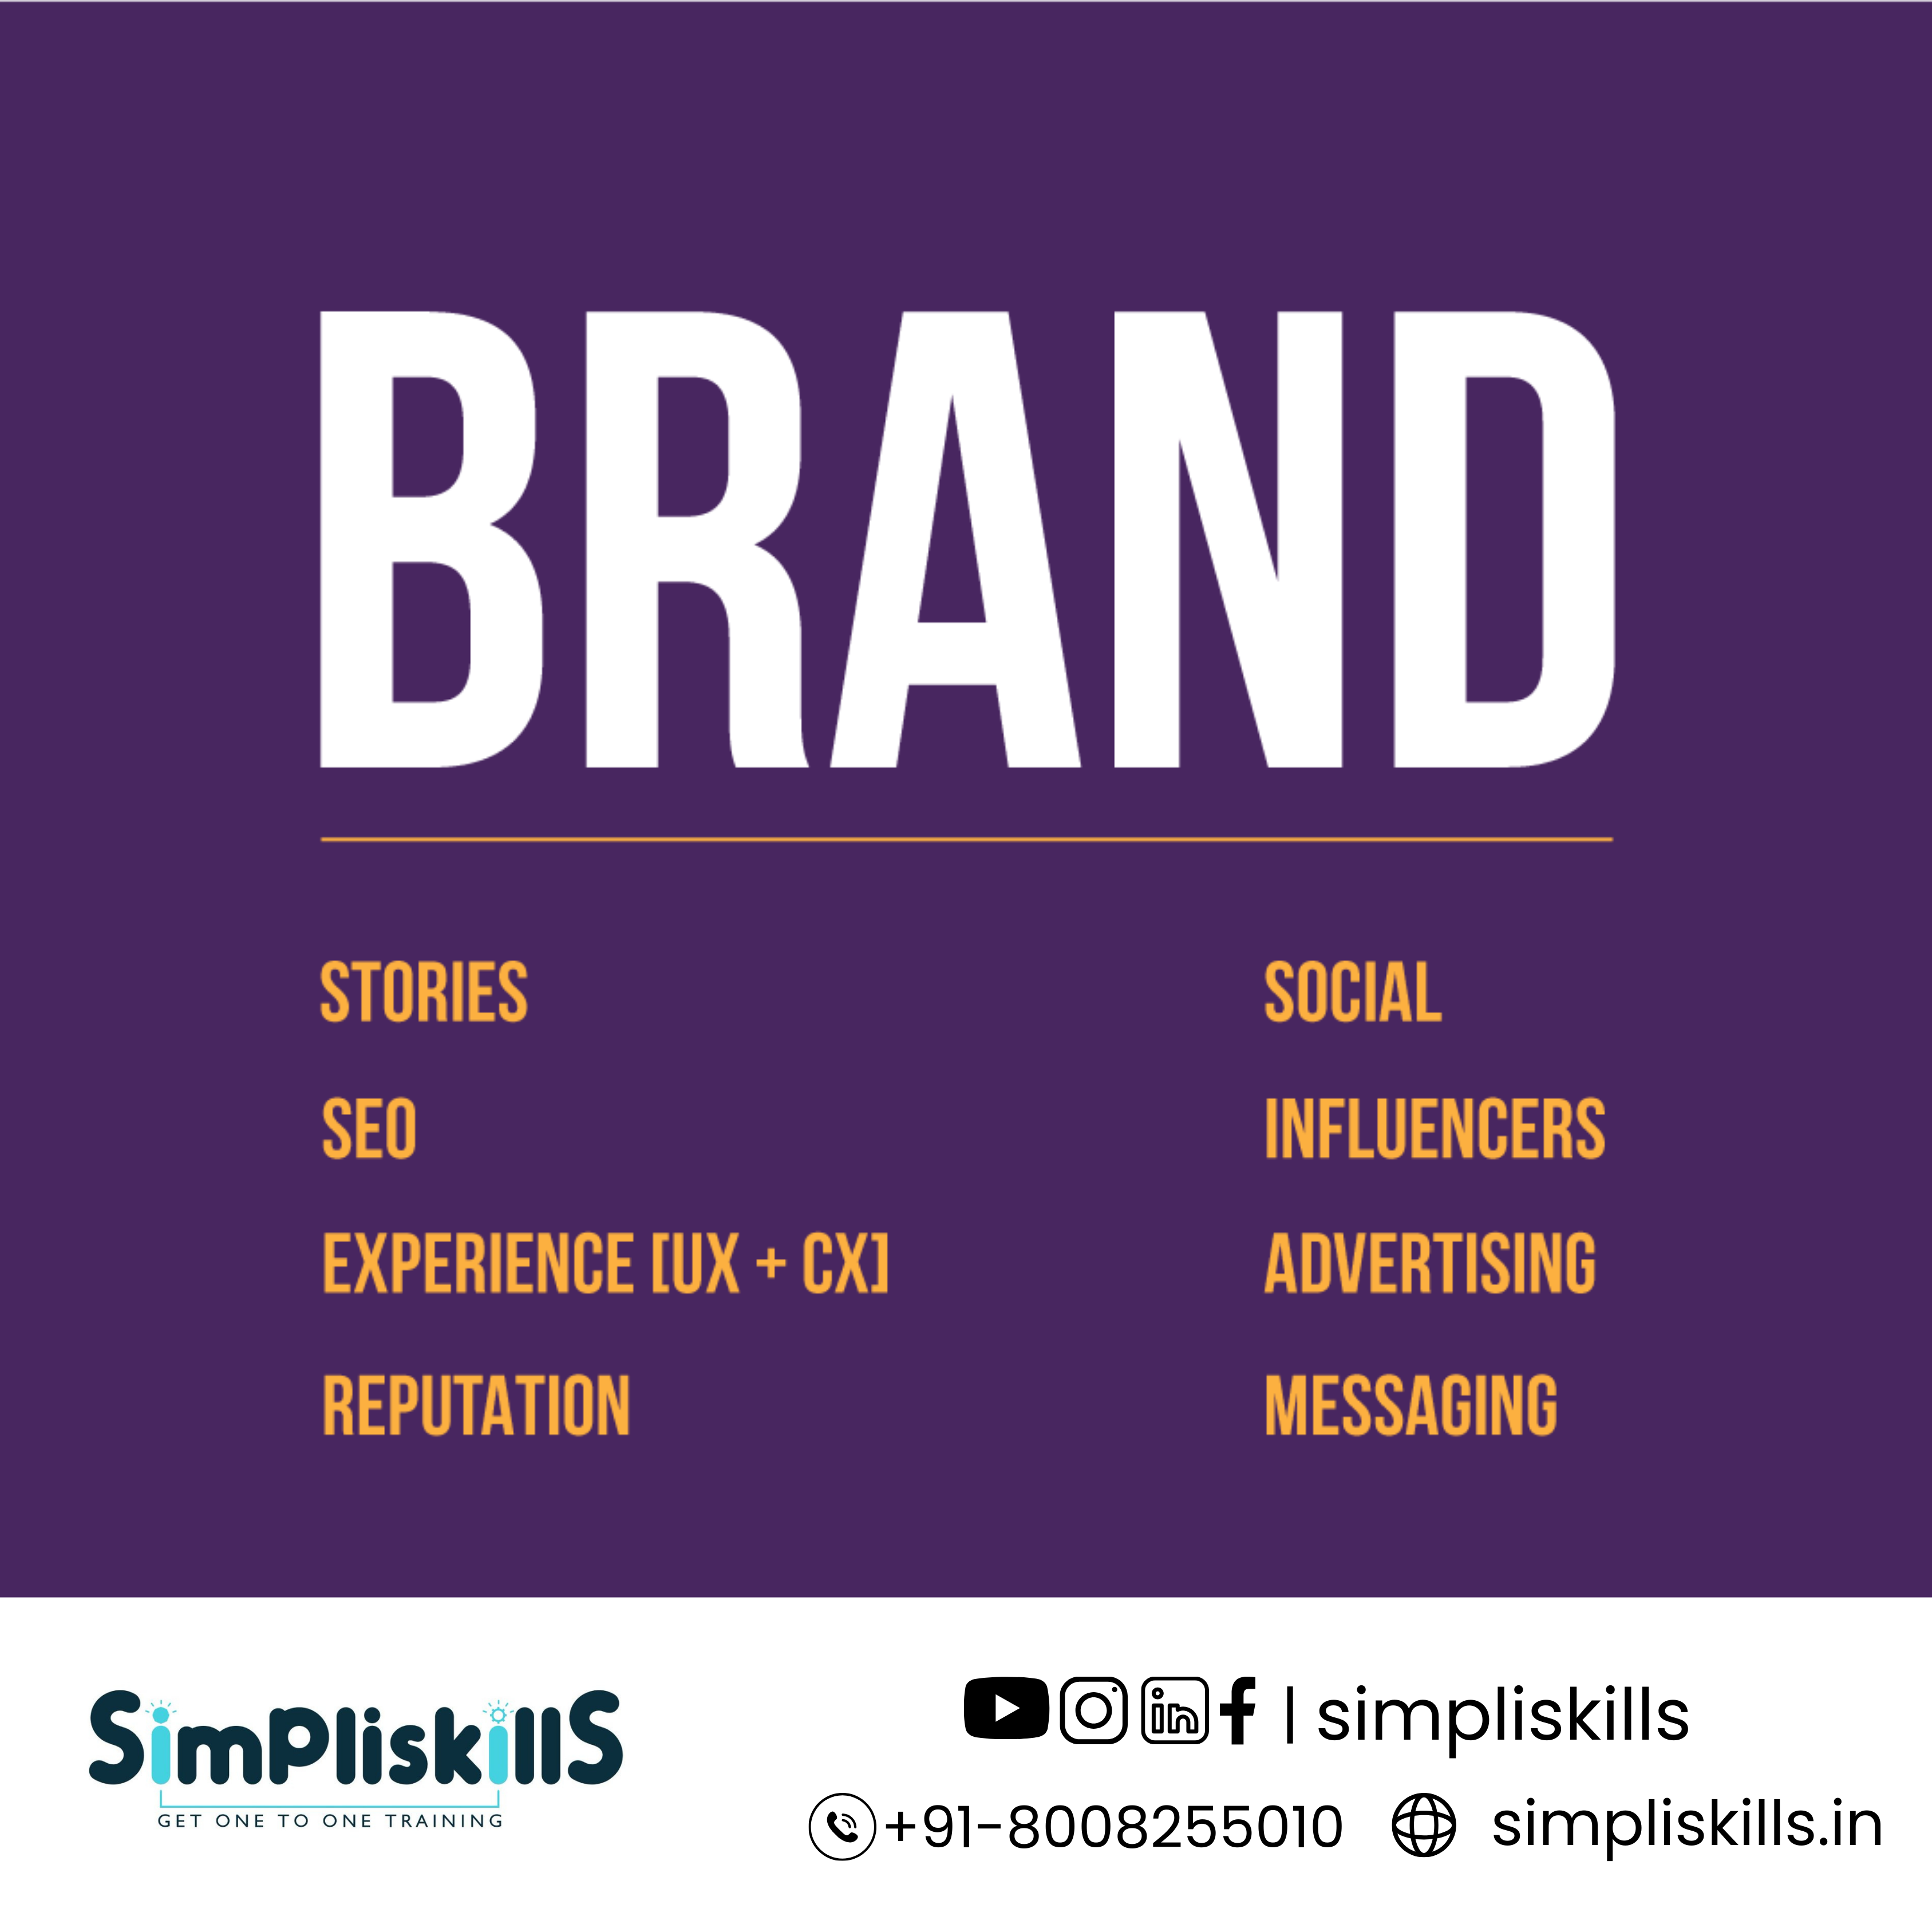 BRAND
STORIES
SEO
EXPERIENCE [UX + CX]
REPUTATION
SOCIAL
INFLUENCERS
ADVERTISING
MESSAGING
Simpliskills
GET ONE TO ONE TRAINING
in f | simpliskills
+91-8008255010
simpliskills.in